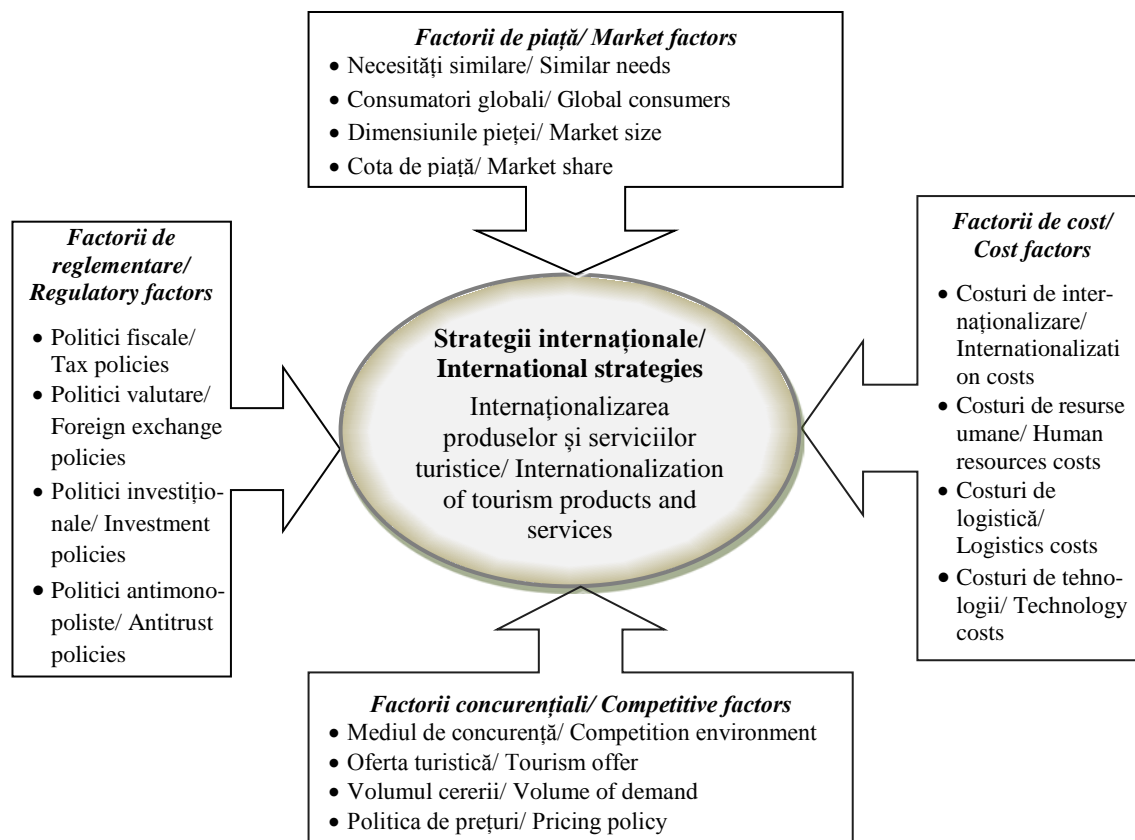 Factorii de piață/ Market factors
• Necesități similare/ Similar needs
• Consumatori globali/ Global consumers
• Dimensiunile pieței/ Market size
• Cota de piață/ Market share
Factorii de
reglementare/
Regulatory factors
• Politici fiscale/
Tax policies
• Politici valutare/
Foreign exchange
policies
• Politici investițio-
nale/ Investment
policies
• Politici antimono-
poliste/ Antitrust
policies
Strategii internaționale/
International strategies
Internaționalizarea
produselor și serviciilor
turistice/ Internationalization
of tourism products and
services
Factorii de cost/
Cost factors
• Costuri de inter-
naționalizare/
Internationalizati
on costs
• Costuri de resurse
umane/ Human
resources costs
• Costuri de
logistică/
Logistics costs
• Costuri de tehno-
logii/ Technology
costs
Factorii concurențiali/ Competitive factors
• Mediul de concurență/ Competition environment
• Oferta turistică/ Tourism offer
• Volumul cererii/ Volume of demand
• Politica de prețuri/ Pricing policy